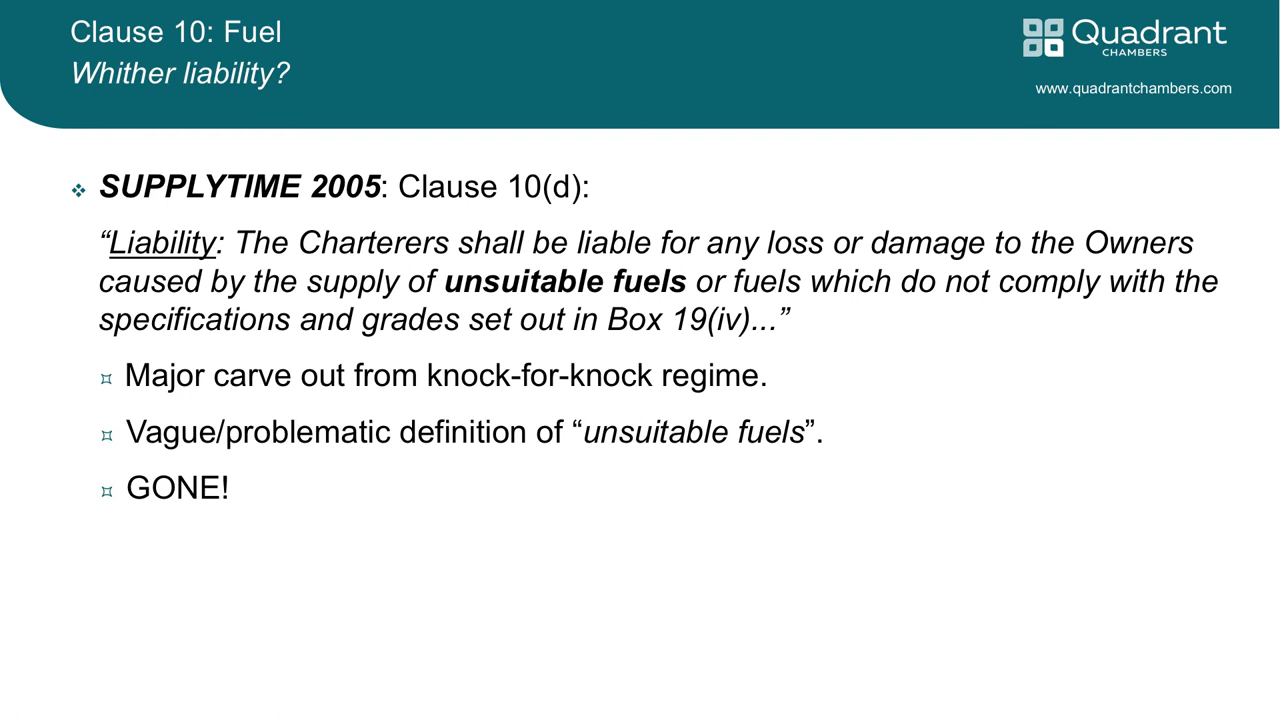 Clause 10: Fuel
Whither liability?
Quadrant
CHAMBERS
www.quadrantchambers.com
SUPPLYTIME 2005: Clause 10(d):
“Liability: The Charterers shall be liable for any loss or damage to the Owners
caused by the supply of unsuitable fuels or fuels which do not comply with the
specifications and grades set out in Box 19(iv)...”
Major carve out from knock-for-knock regime.
Vague/problematic definition of “unsuitable fuels”.
GONE!